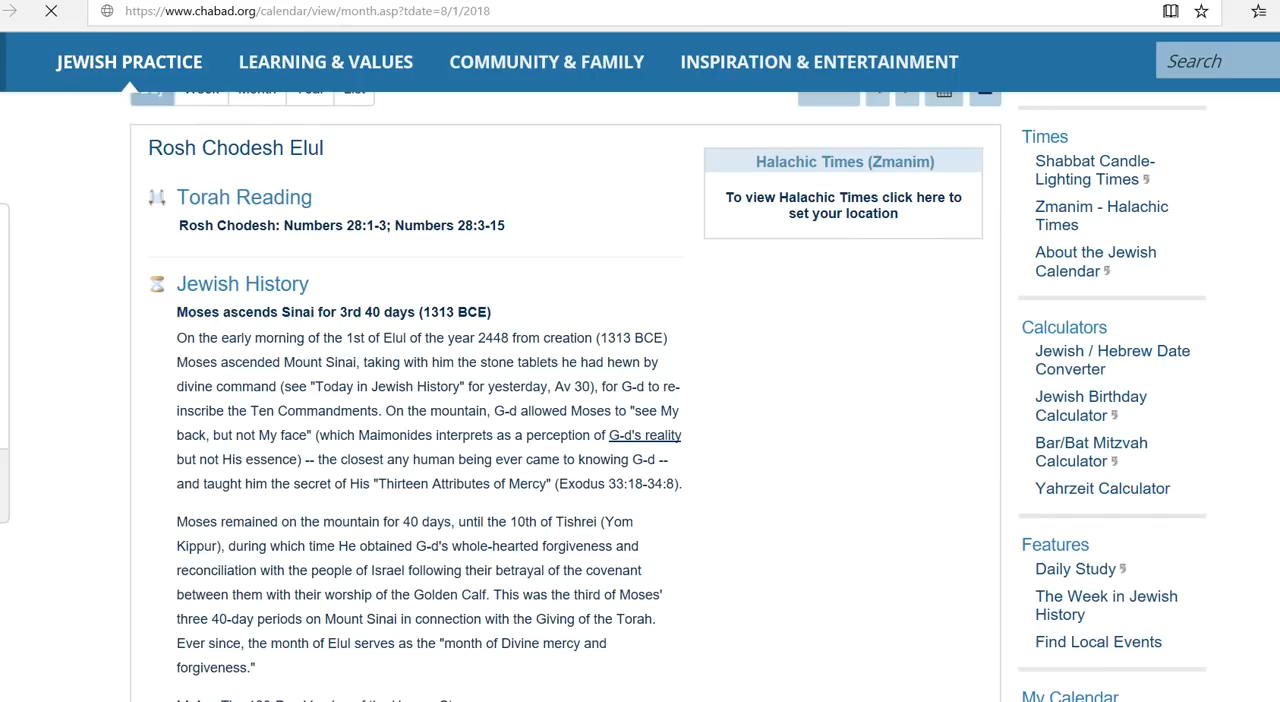 https://www.chabad.org/calendar/view/month.asp?tdate=8/1/2018
JEWISH PRACTICE
LEARNING & VALUES
COMMUNITY & FAMILY
INSPIRATION & ENTERTAINMENT
Search
Week
Month
Year
List
Rosh Chodesh Elul
Torah Reading
Rosh Chodesh: Numbers 28:1-3; Numbers 28:3-15
Jewish History
Moses ascends Sinai for 3rd 40 days (1313 BCE)
On the early morning of the 1st of Elul of the year 2448 from creation (1313 BCE)
Moses ascended Mount Sinai, taking with him the stone tablets he had hewn by
divine command (see "Today in Jewish History" for yesterday, Av 30), for G-d to re-
inscribe the Ten Commandments. On the mountain, G-d allowed Moses to "see My
back, but not My face" (which Maimonides interprets as a perception of G-d's reality
but not His essence) -- the closest any human being ever came to knowing G-d --
and taught him the secret of His "Thirteen Attributes of Mercy" (Exodus 33:18-34:8).
Moses remained on the mountain for 40 days, until the 10th of Tishrei (Yom
Kippur), during which time He obtained G-d's whole-hearted forgiveness and
reconciliation with the people of Israel following their betrayal of the covenant
between them with their worship of the Golden Calf. This was the third of Moses'
three 40-day periods on Mount Sinai in connection with the Giving of the Torah.
Ever since, the month of Elul serves as the "month of Divine mercy and
forgiveness."
Halachic Times (Zmanim)
To view Halachic Times click here to
set your location
Times
Shabbat Candle-
Lighting Times
Zmanim - Halachic
Times
About the Jewish
Calendar
Calculators
Jewish / Hebrew Date
Converter
Jewish Birthday
Calculator
Bar/Bat Mitzvah
Calculator
Yahrzeit Calculator
Features
Daily Study
The Week in Jewish
History
Find Local Events
My Calendar